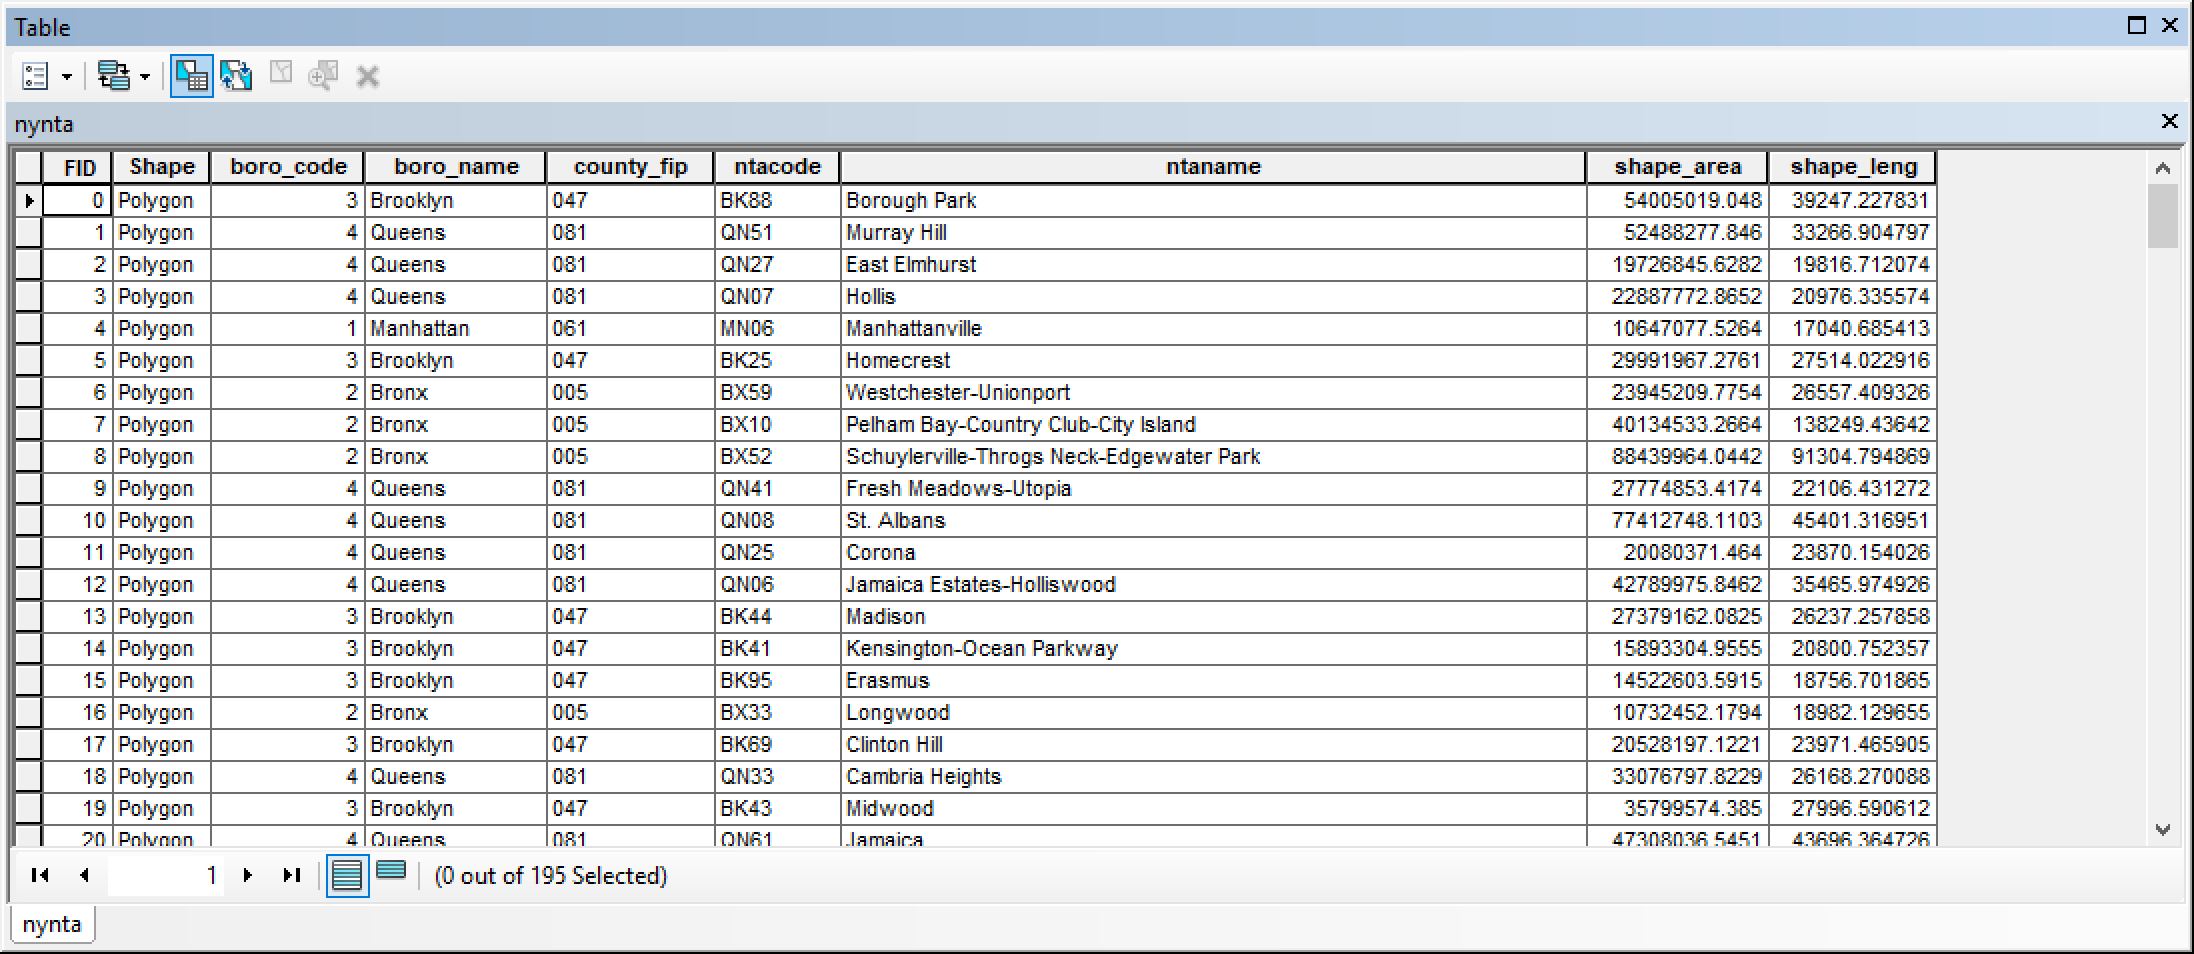 Table
nynta
FID Shape boro_code boro_name county_fip ntacode ntaname shape_area shape_leng
0 Polygon 3 Brooklyn 047 BK88 Borough Park 54005019.048 39247.227831
1 Polygon 4 Queens 081 QN51 Murray Hill 52488277.846 33266.904797
2 Polygon 4 Queens 081 QN27 East Elmhurst 19726845.6282 19816.712074
3 Polygon 4 Queens 081 QN07 Hollis 22887772.8652 20976.335574
4 Polygon 1 Manhattan 061 MN06 Manhattanville 10647077.5264 17040.685413
5 Polygon 3 Brooklyn 047 BK25 Homecrest 29991967.2761 27514.022916
6 Polygon 2 Bronx 005 BX59 Westchester-Unionport 23945209.7754 26557.409326
7 Polygon 2 Bronx 005 BX10 Pelham Bay-Country Club-City Island 40134533.2664 138249.43642
8 Polygon 2 Bronx 005 BX52 Schuylerville-Throgs Neck-Edgewater Park 88439964.0442 91304.794869
9 Polygon 4 Queens 081 QN41 Fresh Meadows-Utopia 27774853.4174 22106.431272
10 Polygon 4 Queens 081 QN08 St. Albans 77412748.1103 45401.316951
11 Polygon 4 Queens 081 QN25 Corona 20080371.464 23870.154026
12 Polygon 4 Queens 081 QN06 Jamaica Estates-Holliswood 42789975.8462 35465.974926
13 Polygon 3 Brooklyn 047 BK44 Madison 27379162.0825 26237.257858
14 Polygon 3 Brooklyn 047 BK41 Kensington-Ocean Parkway 15893304.9555 20800.752357
15 Polygon 3 Brooklyn 047 BK95 Erasmus 14522603.5915 18756.701865
16 Polygon 2 Bronx 005 BX33 Longwood 10732452.1794 18982.129655
17 Polygon 3 Brooklyn 047 BK69 Clinton Hill 20528197.1221 23971.465905
18 Polygon 4 Queens 081 QN33 Cambria Heights 33076797.8229 26168.270088
19 Polygon 3 Brooklyn 047 BK43 Midwood 35799574.385 27996.590612
20 Polygon 4 Queens 081 QN61 Jamaica 47308036.5451 43696.364726
1 (0 out of 195 Selected)
nynta